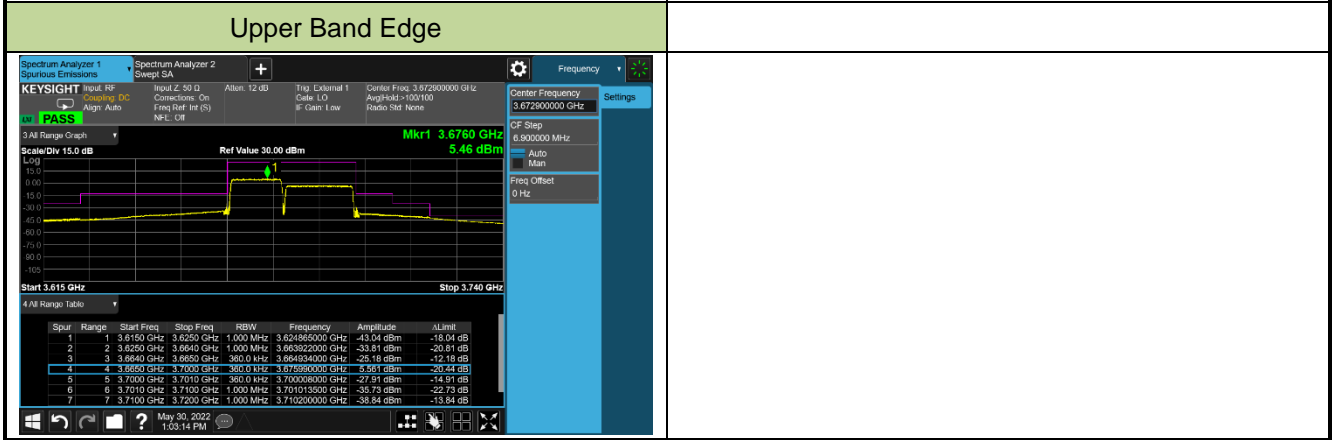 Upper Band Edge
Spectrum Analyzer 1
Spurious Emissions
Spectrum Analyzer 2
Swept SA
Frequency
KEYSIGHT
Input: RF
Coupling: DC
Align: Auto
Input Z: 50 Ω
Corrections: On
Freq Ref: Int (S)
NFE: Off
Atten: 12 dB
Trig: External 1
Gate: LO
IF Gain: Low
Center Freq: 3.672900000 GHz
Avg|Hold:>100/100
Radio Std: None
PASS
Center Frequency
3.672900000 GHz
Settings
CF Step
6.900000 MHz
Auto
Man
Freq Offset
0 Hz
3 All Range Graph
Mkr1 3.6760 GHz
Scale/Div 15.0 dB
Ref Value 30.00 dBm
5.46 dBm
Log
15.0
0.00
-15.0
-30.0
-45.0
-60.0
-75.0
-90.0
-105
1
Start 3.615 GHz
Stop 3.740 GHz
4 All Range Table
Spur Range Start Freq Stop Freq RBW Frequency Amplitude ΔLimit
1 1 3.6150 GHz 3.6250 GHz 1.000 MHz 3.624865000 GHz -43.04 dBm -18.04 dB
2 2 3.6250 GHz 3.6640 GHz 1.000 MHz 3.663922000 GHz -33.81 dBm -20.81 dB
3 3 3.6640 GHz 3.6650 GHz 360.0 kHz 3.664934000 GHz -25.18 dBm -12.18 dB
4 4 3.6650 GHz 3.7000 GHz 360.0 kHz 3.675990000 GHz 5.561 dBm -20.44 dB
5 5 3.7000 GHz 3.7010 GHz 360.0 kHz 3.700008000 GHz -27.91 dBm -14.91 dB
6 6 3.7010 GHz 3.7100 GHz 1.000 MHz 3.701013500 GHz -35.73 dBm -22.73 dB
7 7 3.7100 GHz 3.7200 GHz 1.000 MHz 3.710200000 GHz -38.84 dBm -13.84 dB
May 30, 2022
1:03:14 PM